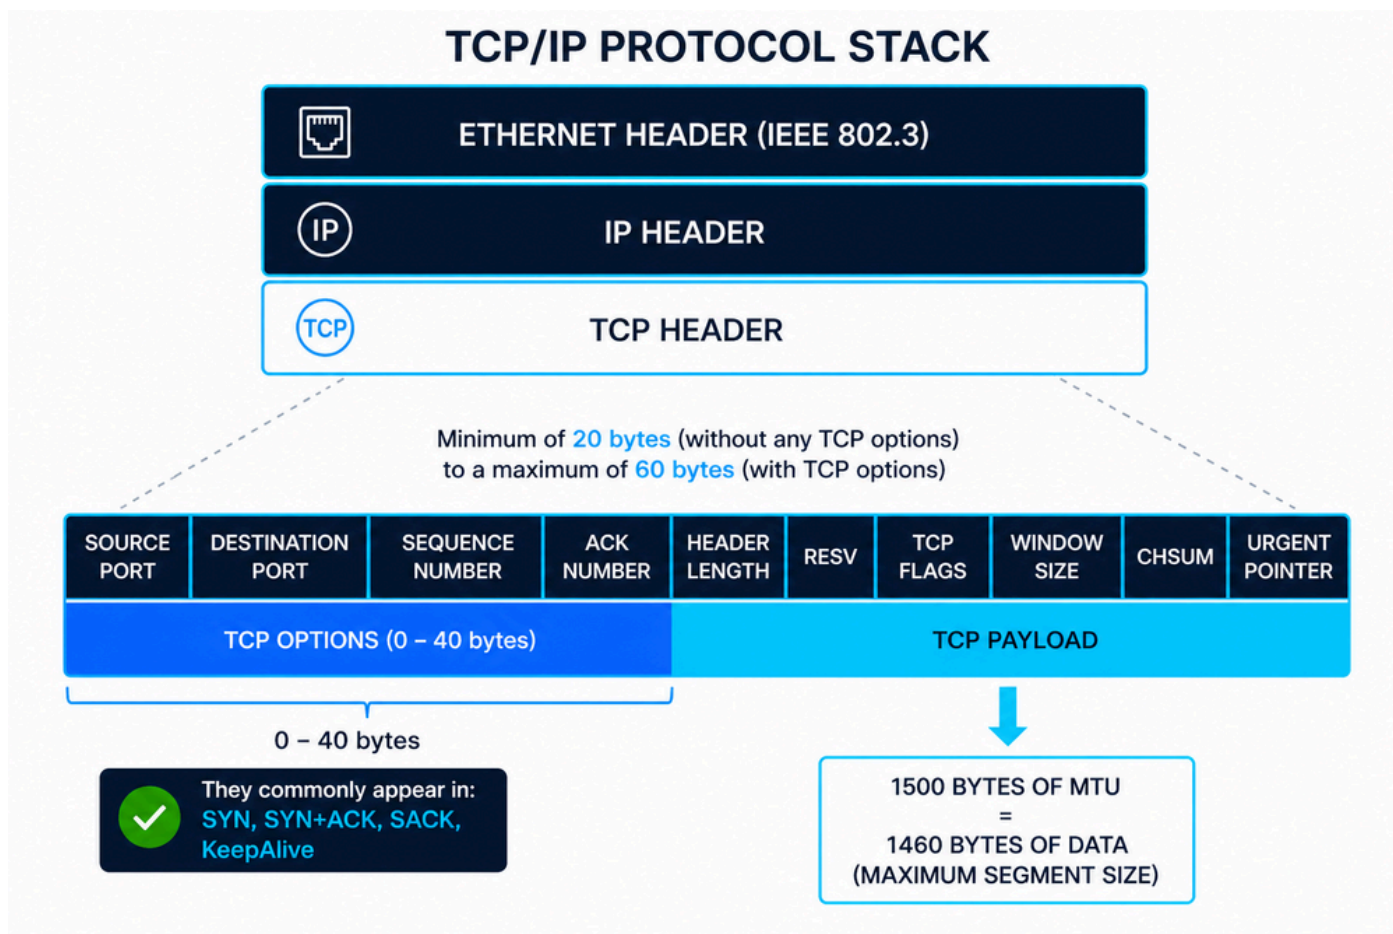 TCP/IP PROTOCOL STACK
ETHERNET HEADER (IEEE 802.3)
IP
IP HEADER
TCP
TCP HEADER
Minimum of 20 bytes (without any TCP options)
to a maximum of 60 bytes (with TCP options)
SOURCE
PORT
DESTINATION
PORT
SEQUENCE
NUMBER
ACK
NUMBER
HEADER
LENGTH
RESV
TCP
FLAGS
WINDOW
SIZE
CHSUM
URGENT
POINTER
TCP OPTIONS (0 – 40 bytes)
TCP PAYLOAD
0 – 40 bytes
They commonly appear in:
SYN, SYN+ACK, SACK,
KeepAlive
1500 BYTES OF MTU
=
1460 BYTES OF DATA
(MAXIMUM SEGMENT SIZE)